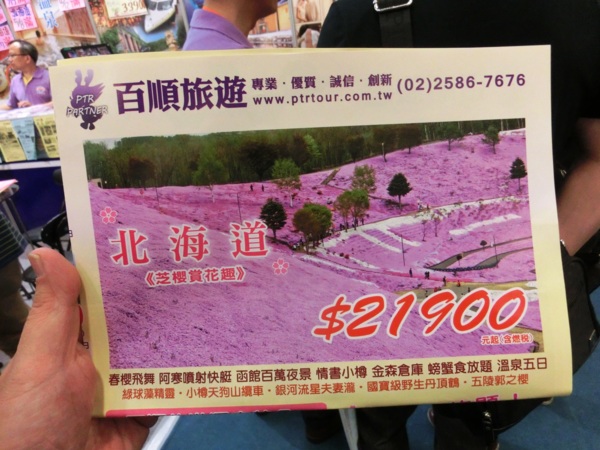 3390
PTR
PARTNER
百順旅遊
專業・優質・誠信・創新
www.ptrtour.com.tw
(02)2586-7676
北海道
《芝櫻賞花趣》
$21900
元起(含燃稅)
春櫻飛舞 阿寒噴射快艇 函館百萬夜景 情書小樽 金森倉庫 螃蟹食放題 溫泉五日
綠球藻精靈・小樽天狗山纜車・銀河流星夫妻瀧・國寶級野生丹頂鶴・五陵郭之櫻